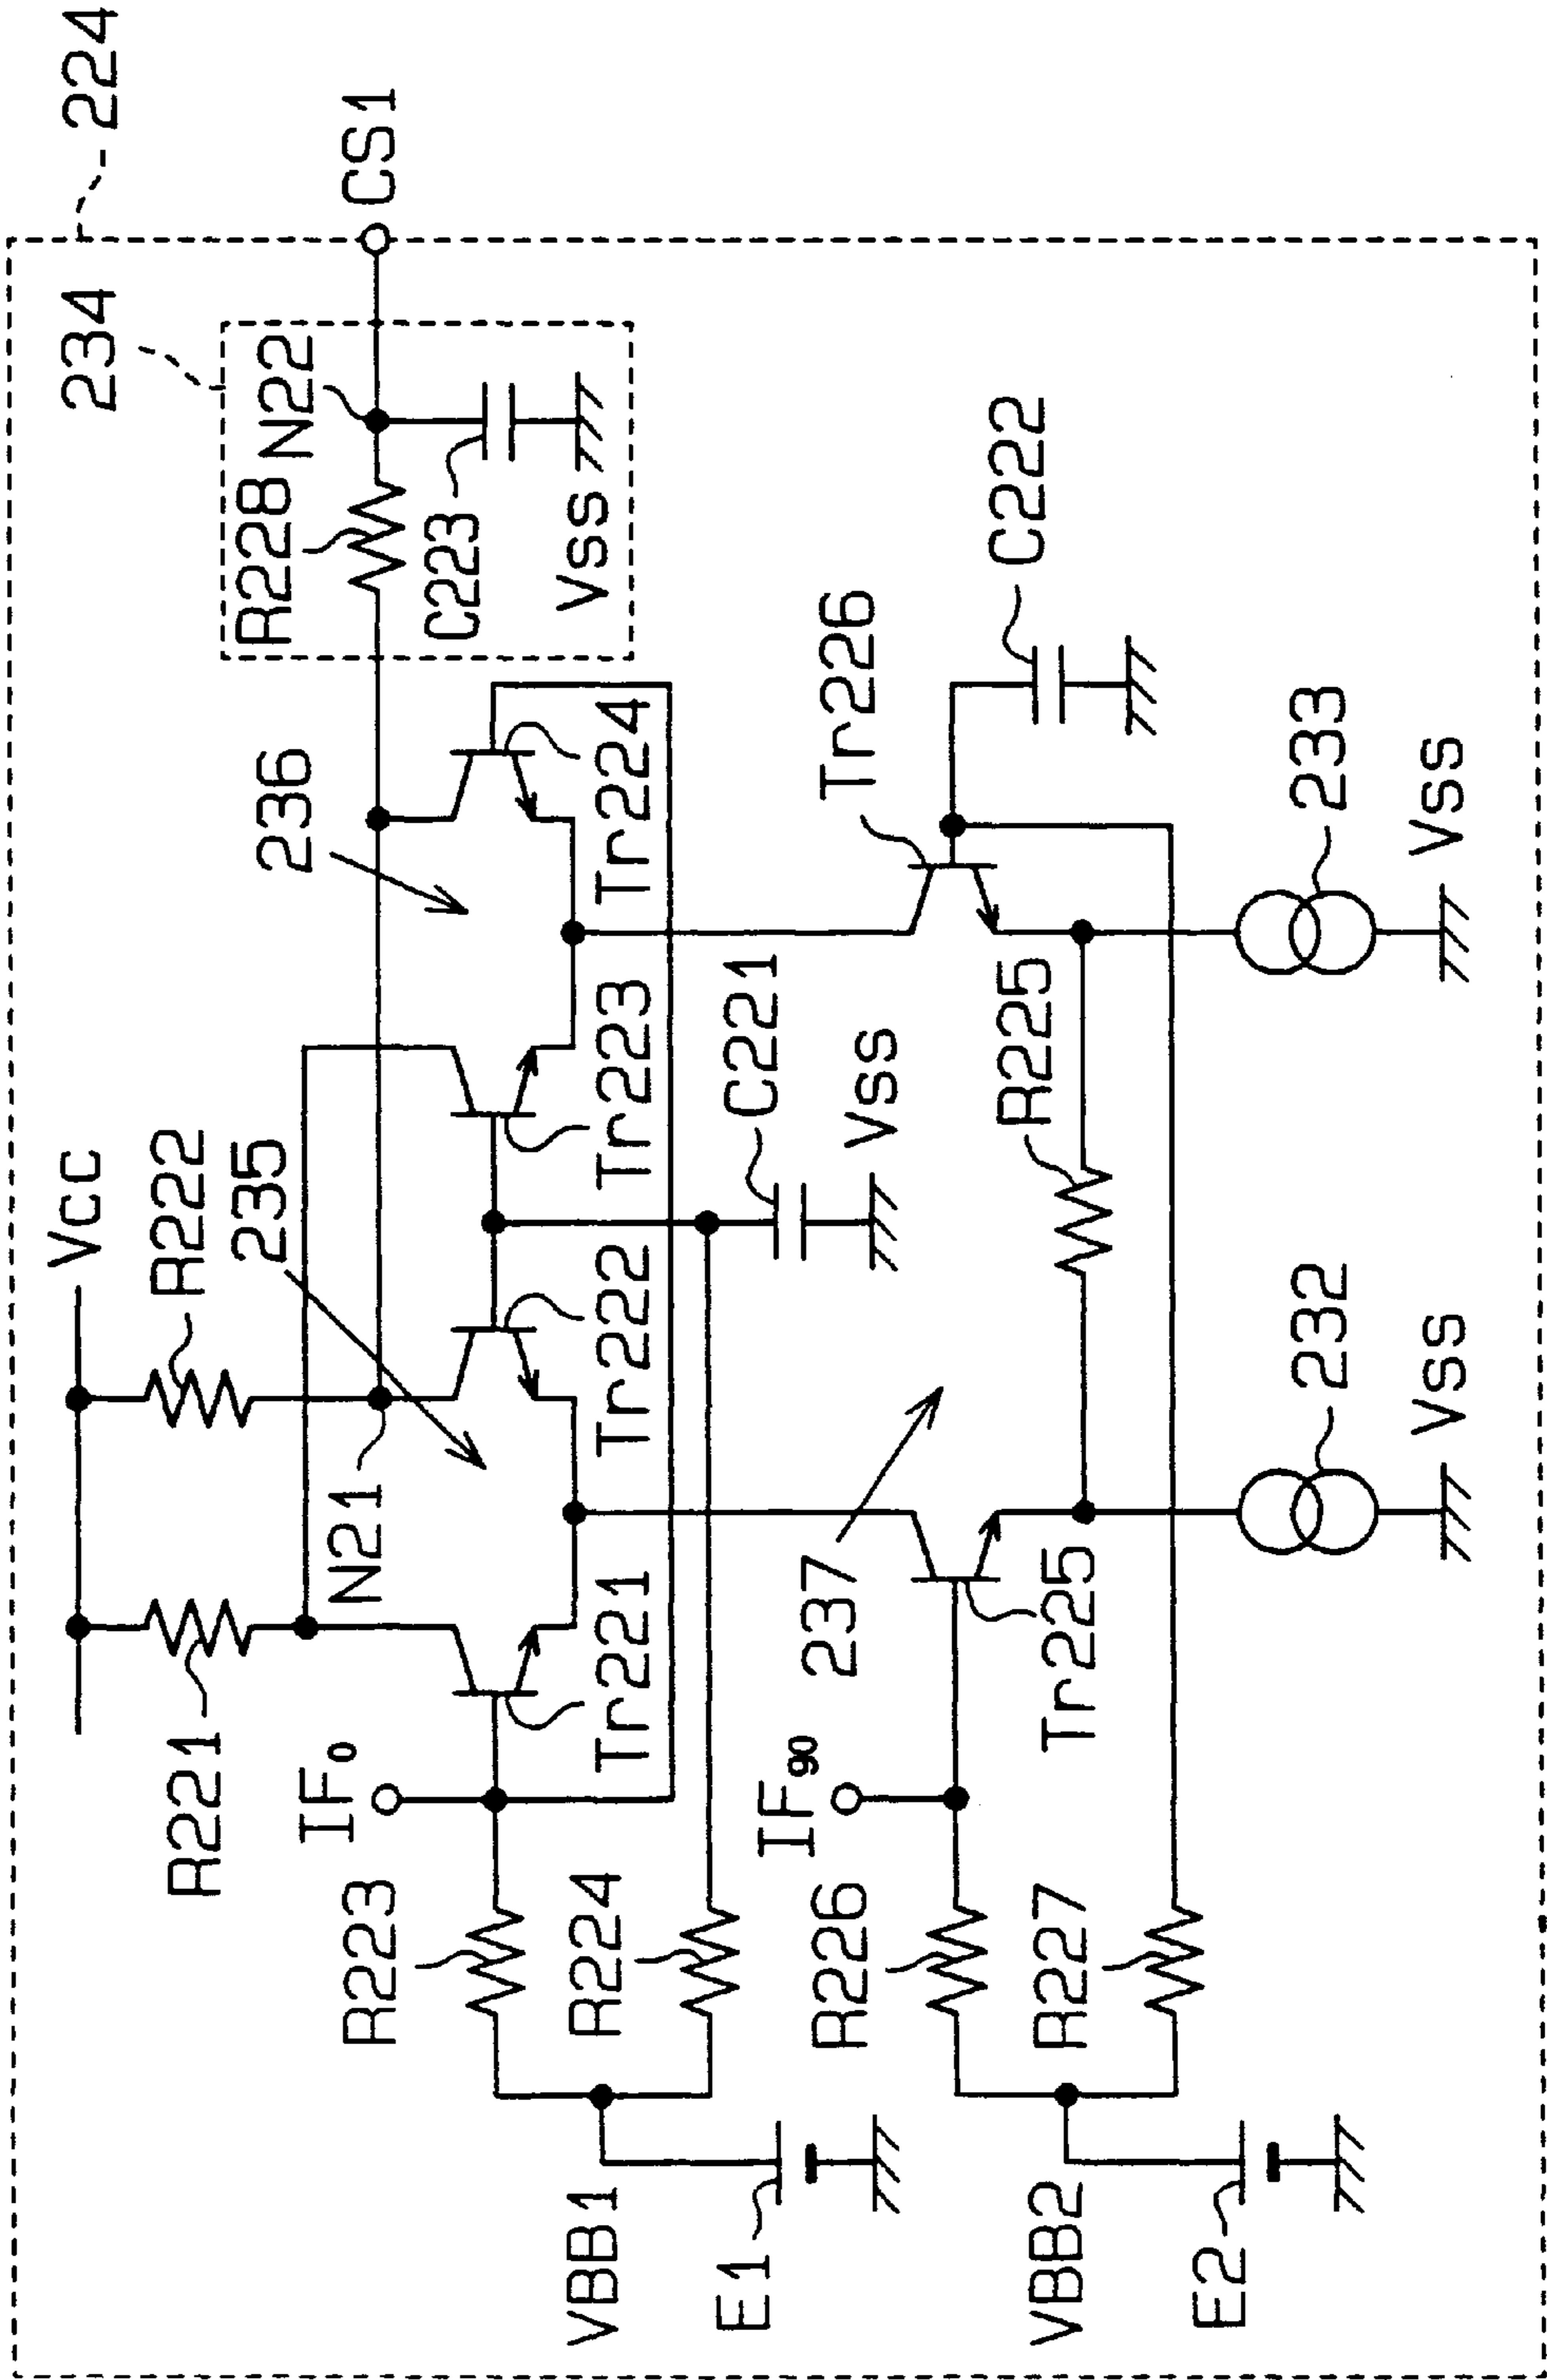 224
234
CS1
Vcc
R221
R222
235
236
R228
N22
C223
Vss
IF0
N21
R223
Tr221
Tr222
Tr223
Tr224
R224
C221
Vss
VBB1
E1
IF90
237
R226
Tr225
R225
Tr226
C222
R227
VBB2
E2
232
Vss
233
Vss